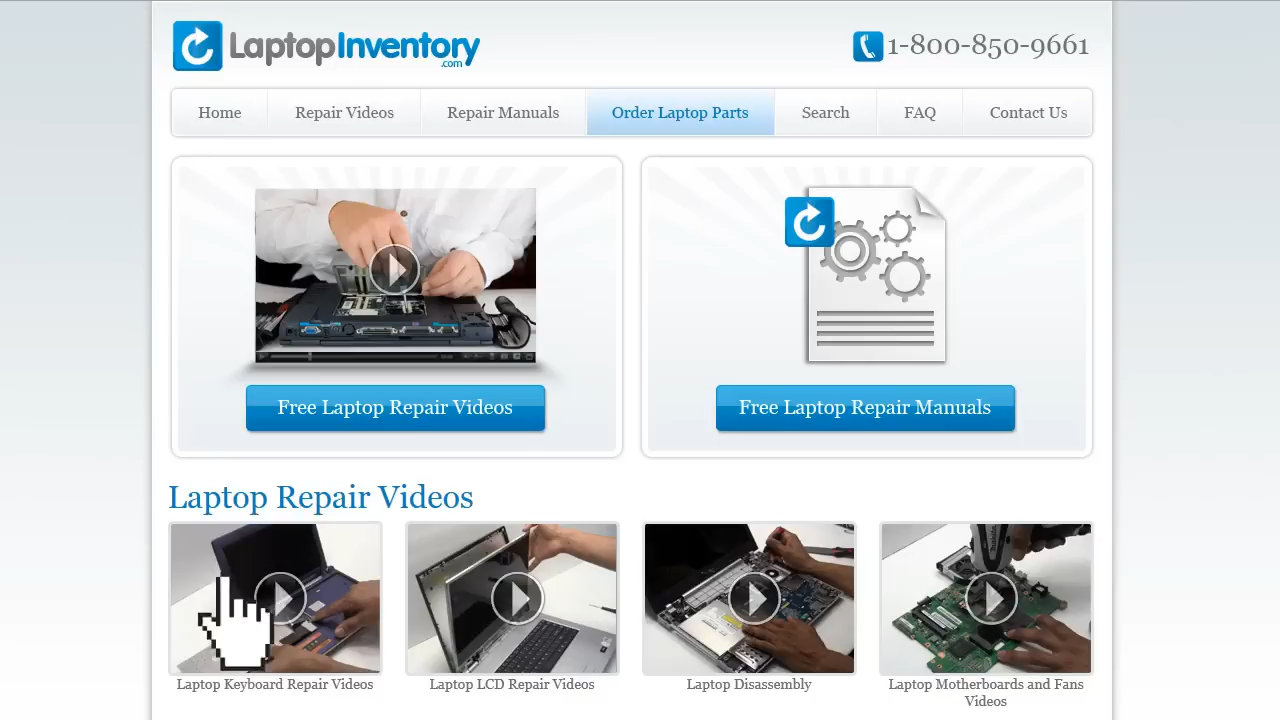 LaptopInventory
.com
1-800-850-9661
Home
Repair Videos
Repair Manuals
Order Laptop Parts
Search
FAQ
Contact Us
Free Laptop Repair Videos
Free Laptop Repair Manuals
Laptop Repair Videos
Laptop Keyboard Repair Videos
Laptop LCD Repair Videos
Laptop Disassembly
Laptop Motherboards and Fans
Videos